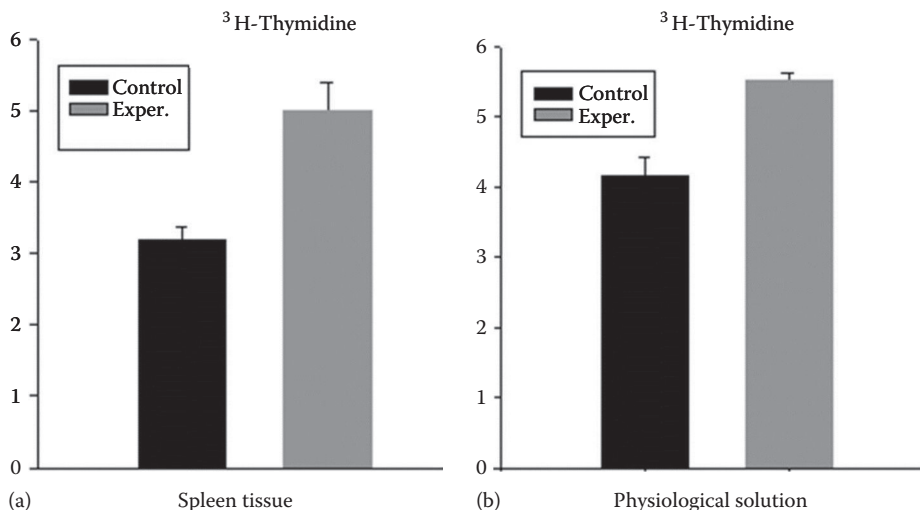 ³H-Thymidine
6
5
4
3
2
1
0
Control
Exper.
(a) Spleen tissue
³H-Thymidine
6
5
4
3
2
1
0
Control
Exper.
(b) Physiological solution